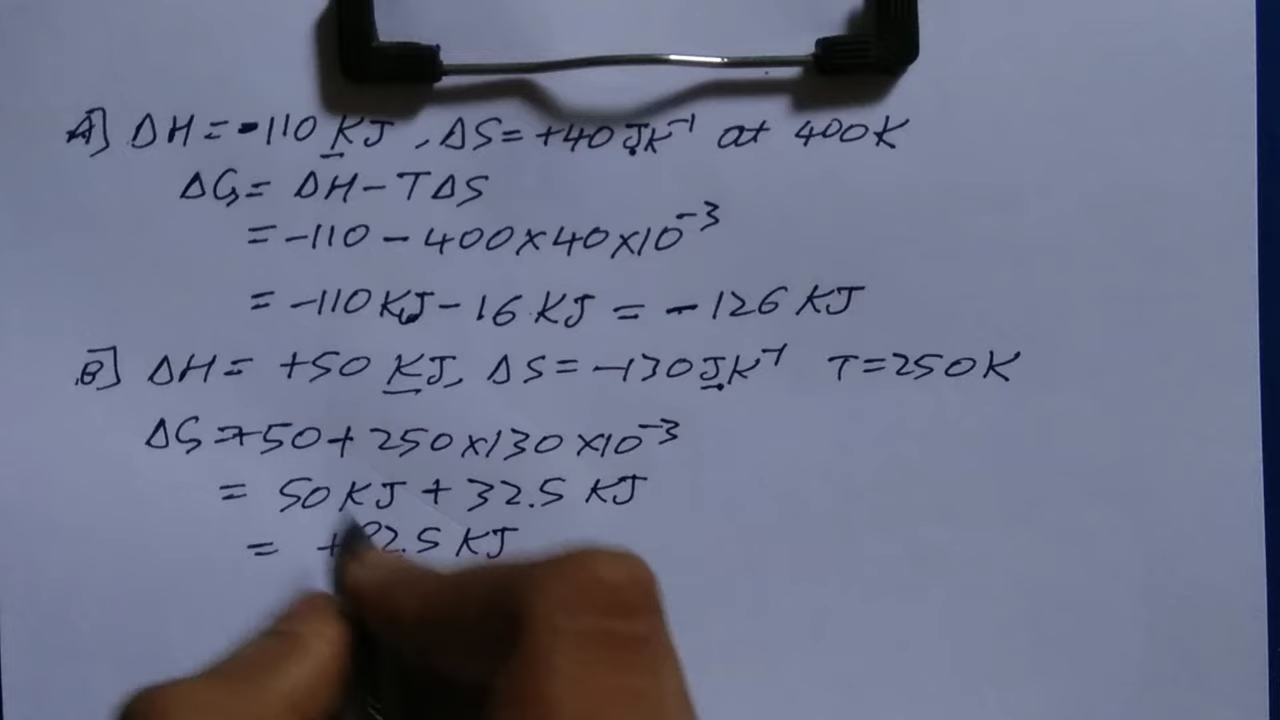 A] ΔH = -110 KJ, ΔS = +40 JK⁻¹ at 400K
ΔG = ΔH - TΔS
= -110 - 400×40×10⁻³
= -110 KJ - 16 KJ = -126 KJ
B] ΔH = +50 KJ, ΔS = -130 JK⁻¹ T = 250K
ΔG = +50 + 250×130×10⁻³
= 50 KJ + 32.5 KJ
= +82.5 KJ